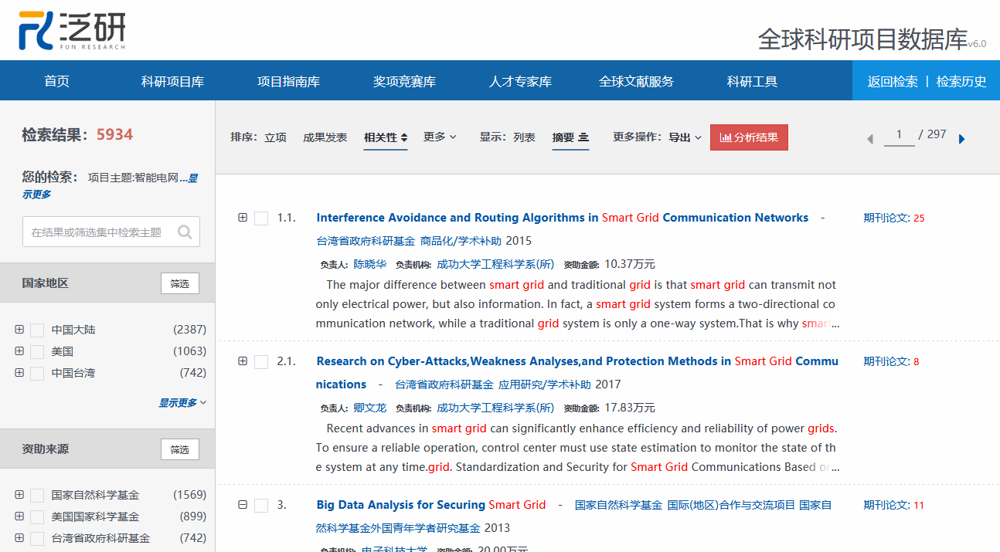 泛研
FUN RESEARCH
全球科研项目数据库v6.0
首页 科研项目库 项目指南库 奖项竞赛库 人才专家库 全球文献服务 科研工具 返回检索 | 检索历史
检索结果：5934
您的检索： 项目主题:智能电网...显
示更多
在结果或筛选集中检索主题
国家地区 筛选
中国大陆 (2387)
美国 (1063)
中国台湾 (742)
显示更多
资助来源 筛选
国家自然科学基金 (1569)
美国国家科学基金 (899)
台湾省政府科研基金 (742)
排序： 立项 成果发表 相关性 更多 显示： 列表 摘要 更多操作： 导出 分析结果 1 / 297
1.1. Interference Avoidance and Routing Algorithms in Smart Grid Communication Networks - 期刊论文: 25
台湾省政府科研基金 商品化/学术补助 2015
负责人: 陈晓华 负责机构: 成功大学工程科学系(所) 资助金额: 10.37万元
The major difference between smart grid and traditional grid is that smart grid can transmit not
only electrical power, but also information. In fact, a smart grid system forms a two-directional co
mmunication network, while a traditional grid system is only a one-way system.That is why smart...
2.1. Research on Cyber-Attacks,Weakness Analyses,and Protection Methods in Smart Grid Commu 期刊论文: 8
nications - 台湾省政府科研基金 应用研究/学术补助 2017
负责人: 卿文龙 负责机构: 成功大学工程科学系(所) 资助金额: 17.83万元
Recent advances in smart grid can significantly enhance efficiency and reliability of power grids.
To ensure a reliable operation, control center must use state estimation to monitor the state of th
e system at any time.grid. Standardization and Security for Smart Grid Communications Based on...
3. Big Data Analysis for Securing Smart Grid - 国家自然科学基金 国际(地区)合作与交流项目 国家自 期刊论文: 11
然科学基金外国青年学者研究基金 2013
负责机构: 电子科技大学 资助金额: 20.00万元